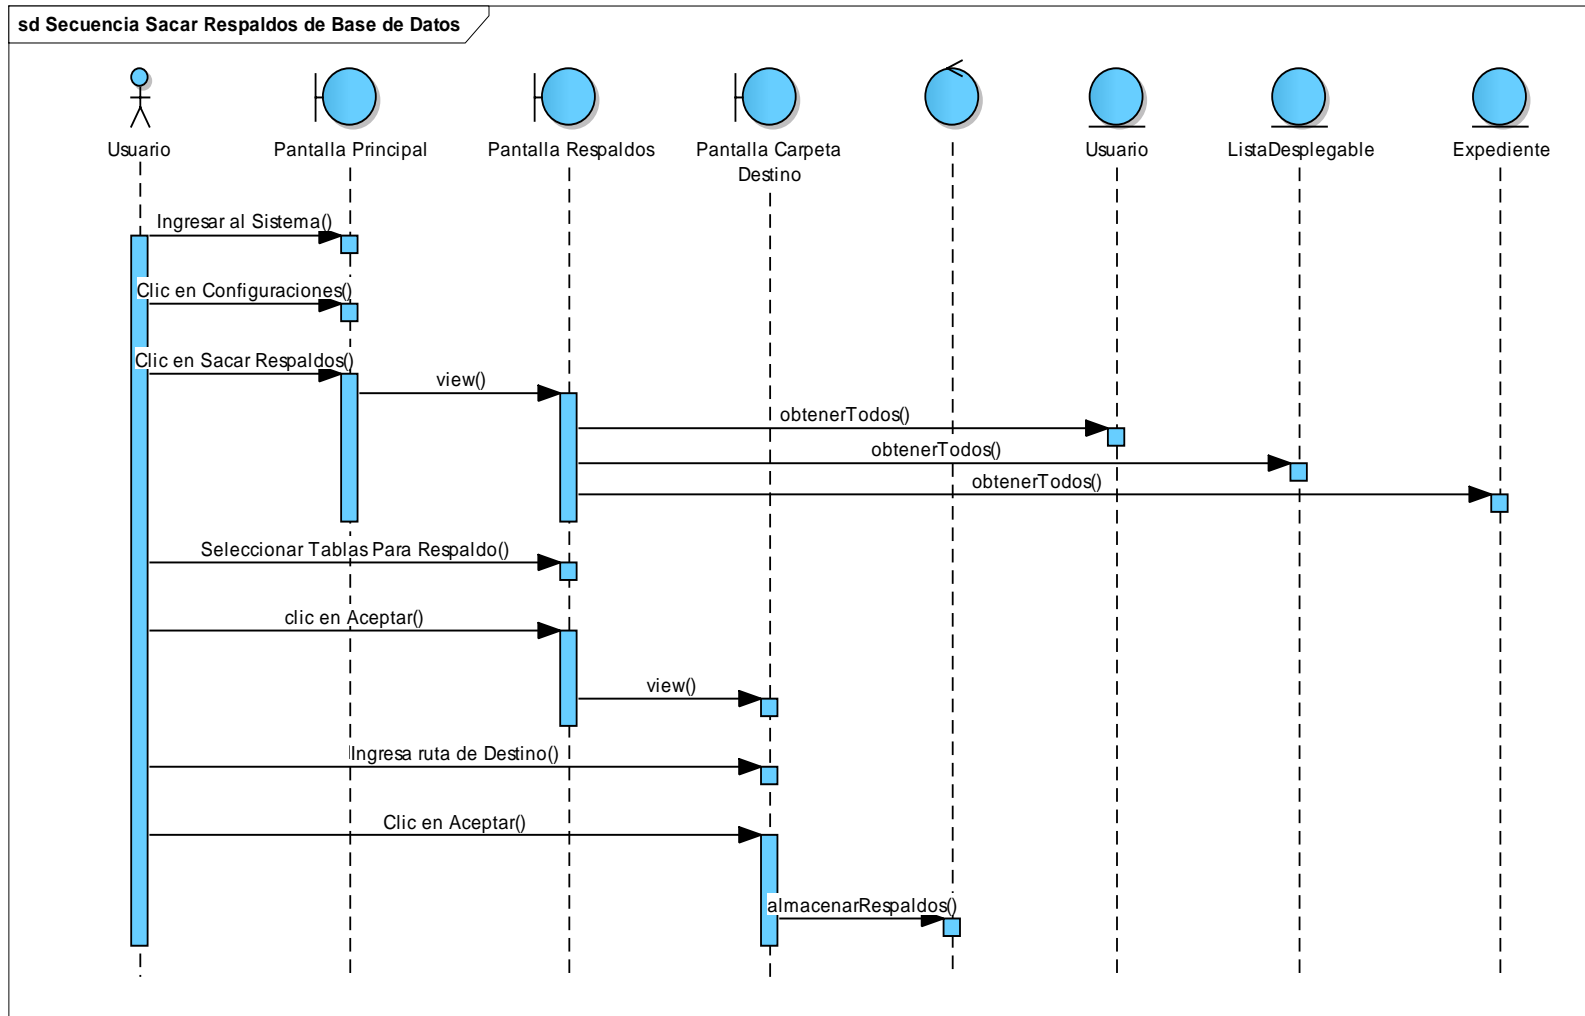 sd Secuencia Sacar Respaldos de Base de Datos
Usuario
Pantalla Principal
Pantalla Respaldos
Pantalla Carpeta
Destino
Usuario
ListaDesplegable
Expediente
Ingresar al Sistema()
Clic en Configuraciones()
Clic en Sacar Respaldos()
view()
obtenerTodos()
obtenerTodos()
obtenerTodos()
Seleccionar Tablas Para Respaldo()
clic en Aceptar()
view()
Ingresa ruta de Destino()
Clic en Aceptar()
almacenarRespaldos()